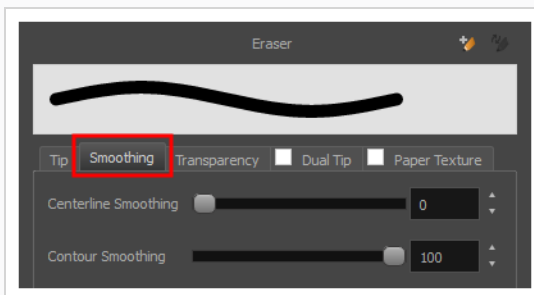 Eraser
Tip Smoothing Transparency Dual Tip Paper Texture
Centerline Smoothing 0
Contour Smoothing 100